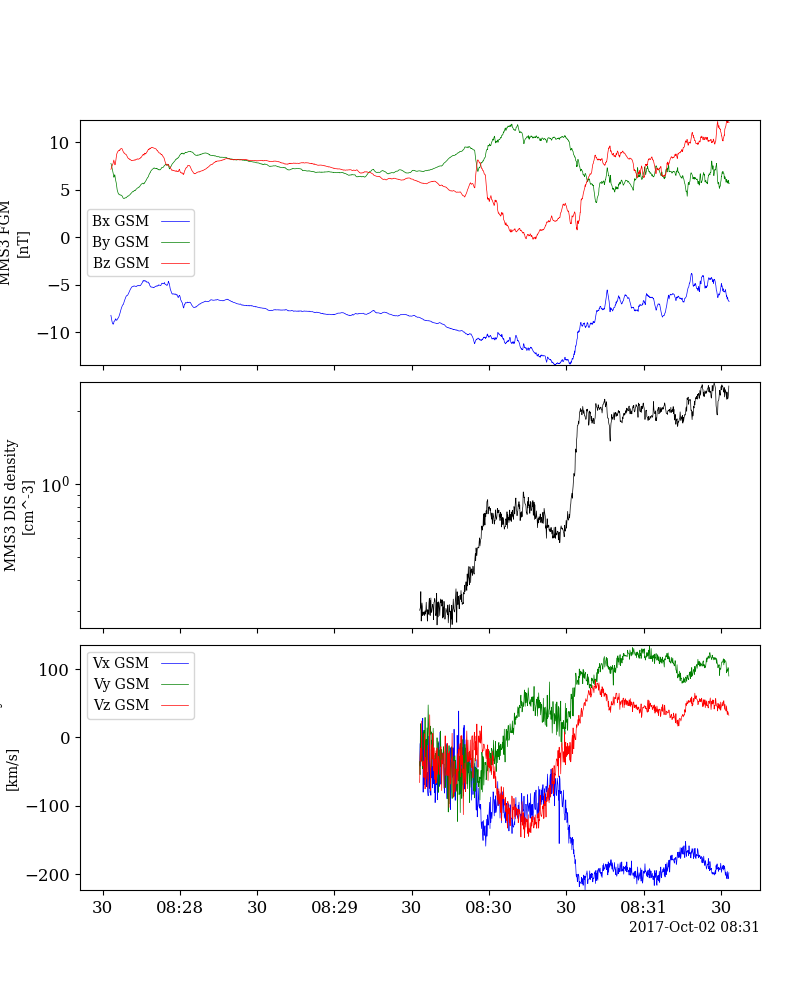 10
5
0
−5
−10
MMS3 FGM
[nT]
Bx GSM
By GSM
Bz GSM
10^0
MMS3 DIS density
[cm^-3]
100
0
−100
−200
[km/s]
Vx GSM
Vy GSM
Vz GSM
30 08:28 30 08:29 30 08:30 30 08:31 30
2017-Oct-02 08:31